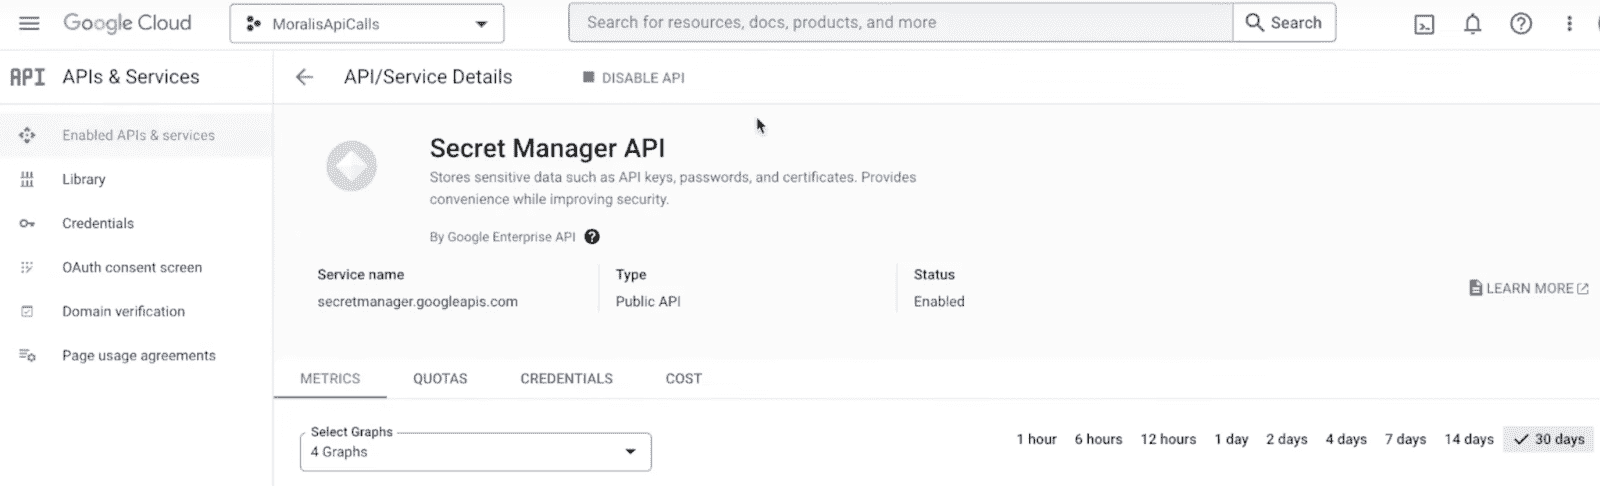 Google Cloud
MoralisApiCalls
Search for resources, docs, products, and more
Search
API APIs & Services
API/Service Details
DISABLE API
Enabled APIs & services
Library
Credentials
OAuth consent screen
Domain verification
Page usage agreements
Secret Manager API
Stores sensitive data such as API keys, passwords, and certificates. Provides
convenience while improving security.
By Google Enterprise API
Service name
secretmanager.googleapis.com
Type
Public API
Status
Enabled
LEARN MORE
METRICS QUOTAS CREDENTIALS COST
Select Graphs
4 Graphs
1 hour 6 hours 12 hours 1 day 2 days 4 days 7 days 14 days 30 days